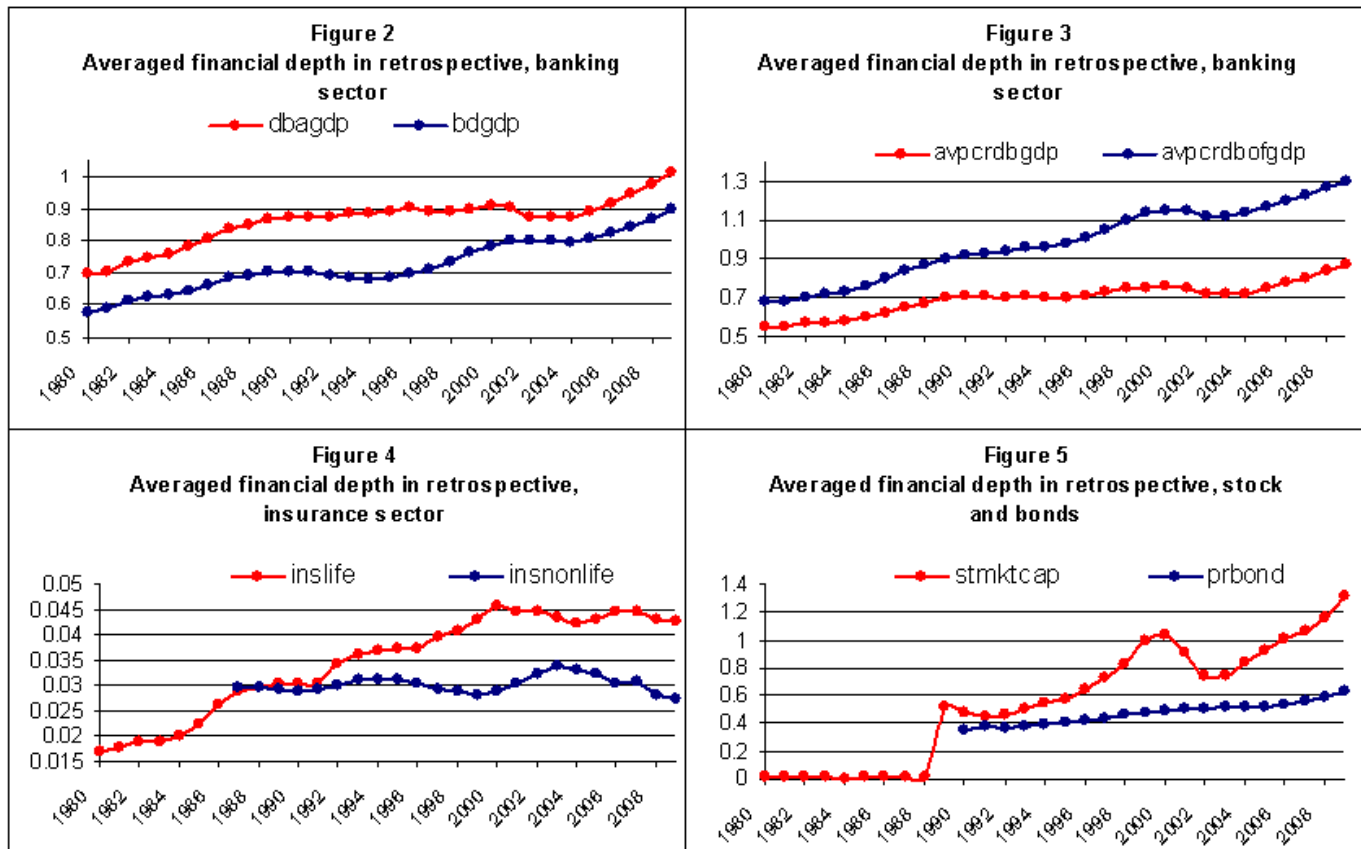 Figure 2
Averaged financial depth in retrospective, banking
sector
dbagdp bdgdp
1
0.9
0.8
0.7
0.6
0.5
1980 1982 1984 1986 1988 1990 1992 1994 1996 1998 2000 2002 2004 2006 2008
Figure 3
Averaged financial depth in retrospective, banking
sector
avpcrdbgdp avpcrdbofgdp
1.3
1.1
0.9
0.7
0.5
1980 1982 1984 1986 1988 1990 1992 1994 1996 1998 2000 2002 2004 2006 2008
Figure 4
Averaged financial depth in retrospective,
insurance sector
inslife insnonlife
0.05
0.045
0.04
0.035
0.03
0.025
0.02
0.015
1980 1982 1984 1986 1988 1990 1992 1994 1996 1998 2000 2002 2004 2006 2008
Figure 5
Averaged financial depth in retrospective, stock
and bonds
stmktcap prbond
1.4
1.2
1
0.8
0.6
0.4
0.2
0
1980 1982 1984 1986 1988 1990 1992 1994 1996 1998 2000 2002 2004 2006 2008